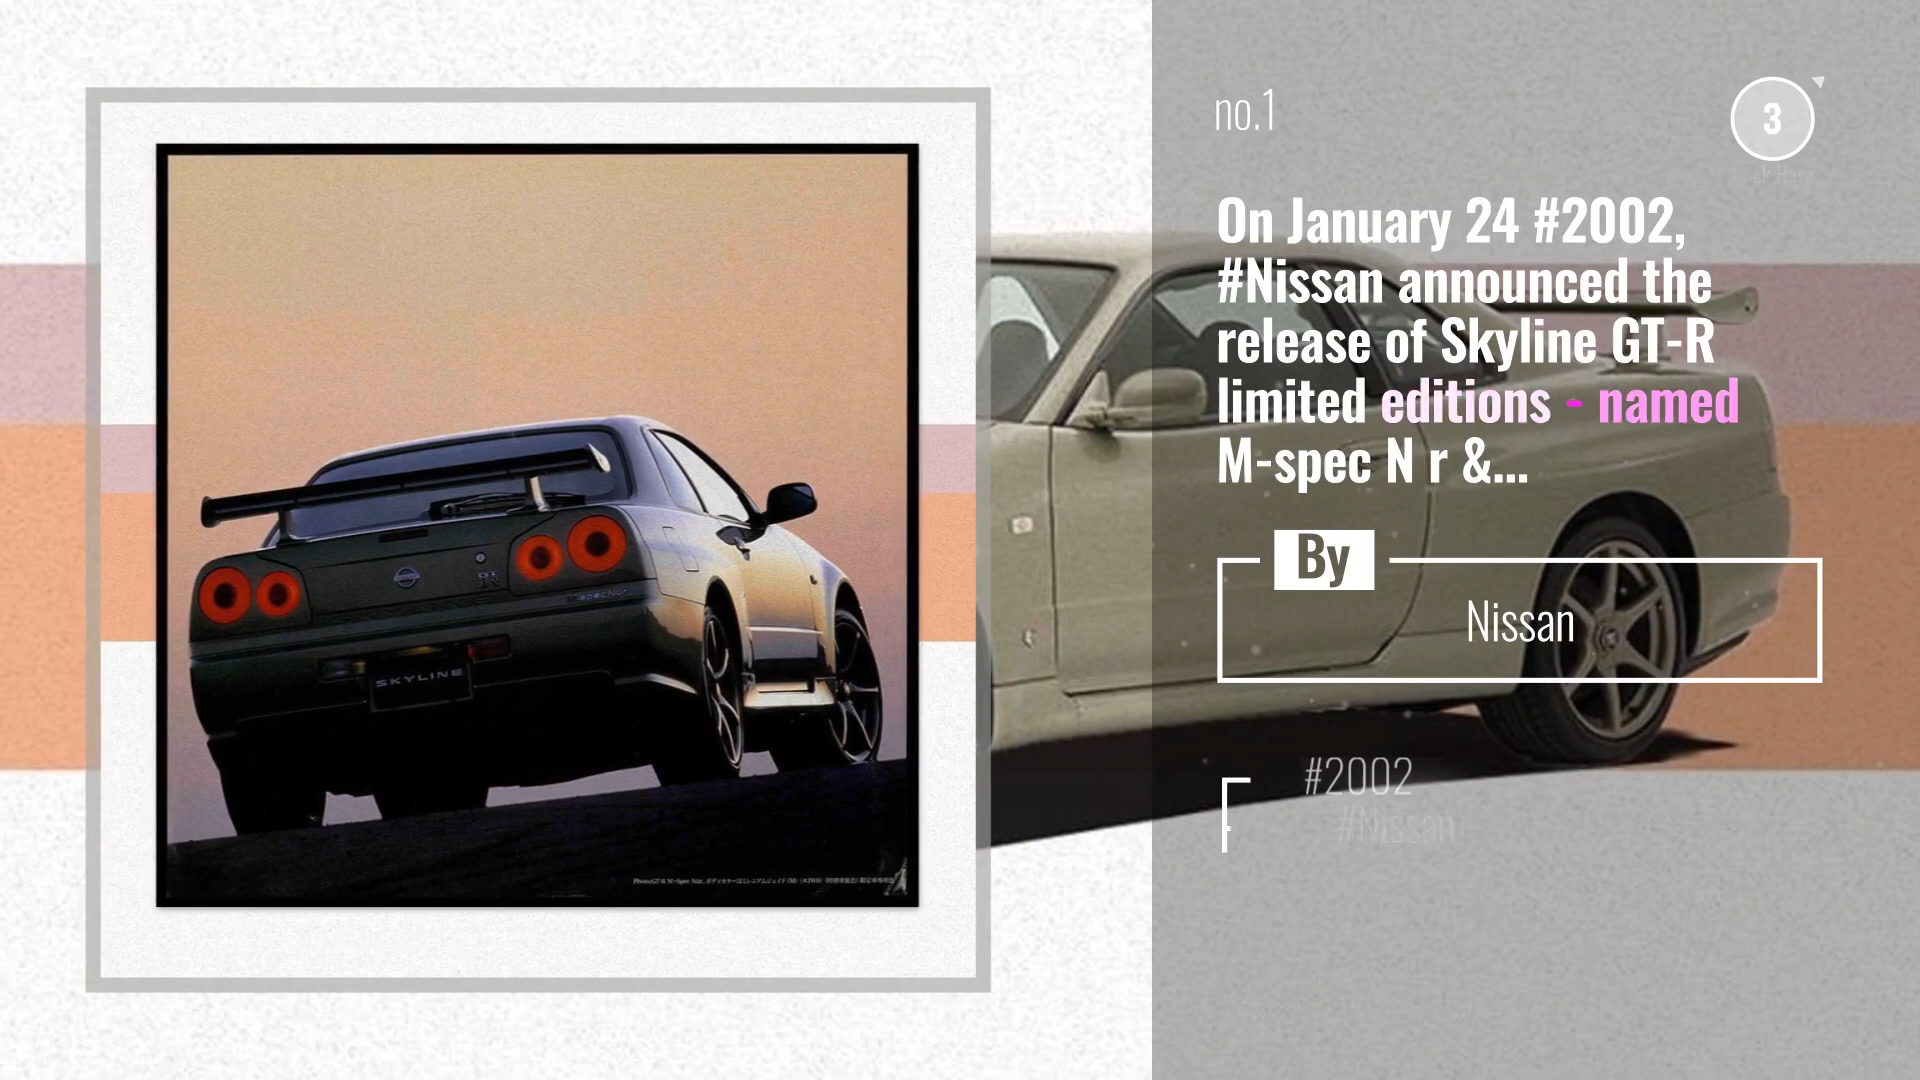 no.1
3
On January 24 #2002,
#Nissan announced the
release of Skyline GT-R
limited editions - named
M-spec N r &...
By
Nissan
#2002
#Nissan
GT
R
SKYLINE